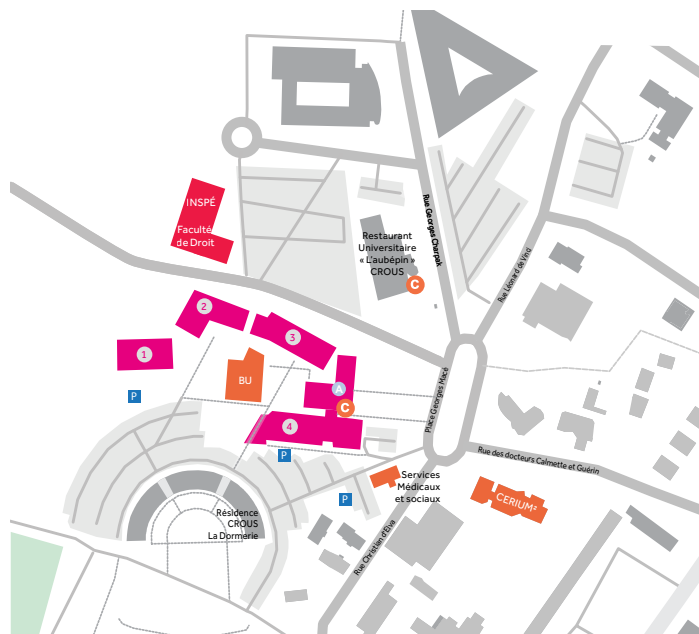 INSPÉ
Faculté
de Droit
Rue Georges Charpak
Restaurant
Universitaire
« L'aubépin »
CROUS
C
Rue Léonard de Vinci
2
3
1
BU
A
C
4
P
P
P
Place Georges Macé
Rue des docteurs Calmette et Guérin
Services
Médicaux
et sociaux
CERIUM²
Résidence
CROUS
La Dormerie
Rue Christian d'Elva